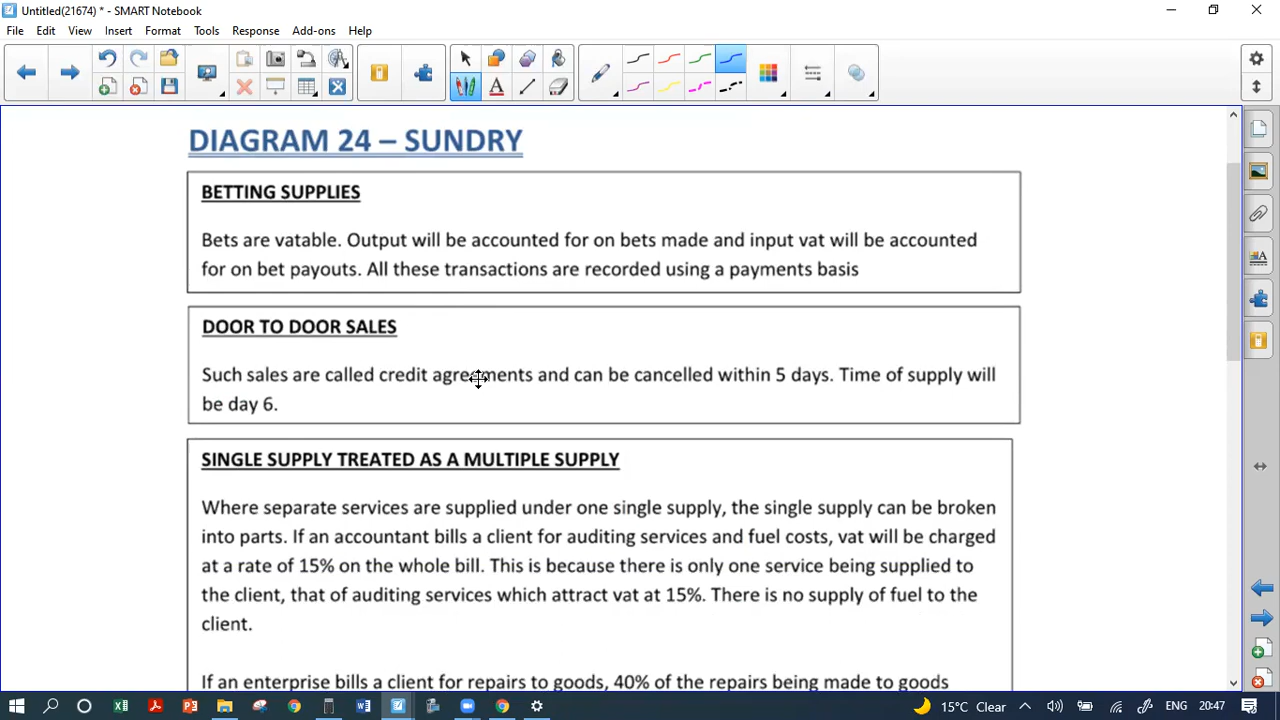 Untitled(21674) * - SMART Notebook
File Edit View Insert Format Tools Response Add-ons Help
DIAGRAM 24 – SUNDRY
BETTING SUPPLIES
Bets are vatable. Output will be accounted for on bets made and input vat will be accounted
for on bet payouts. All these transactions are recorded using a payments basis
DOOR TO DOOR SALES
Such sales are called credit agreements and can be cancelled within 5 days. Time of supply will
be day 6.
SINGLE SUPPLY TREATED AS A MULTIPLE SUPPLY
Where separate services are supplied under one single supply, the single supply can be broken
into parts. If an accountant bills a client for auditing services and fuel costs, vat will be charged
at a rate of 15% on the whole bill. This is because there is only one service being supplied to
the client, that of auditing services which attract vat at 15%. There is no supply of fuel to the
client.
If an enterprise bills a client for repairs to goods, 40% of the repairs being made to goods
15°C Clear ENG 20:47